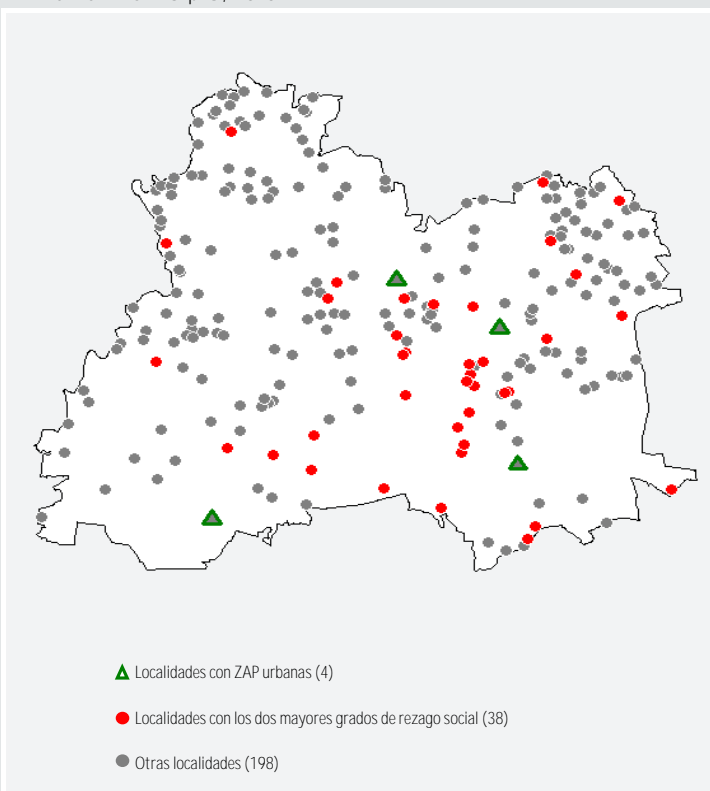 Localidades con ZAP urbanas (4)
Localidades con los dos mayores grados de rezago social (38)
Otras localidades (198)